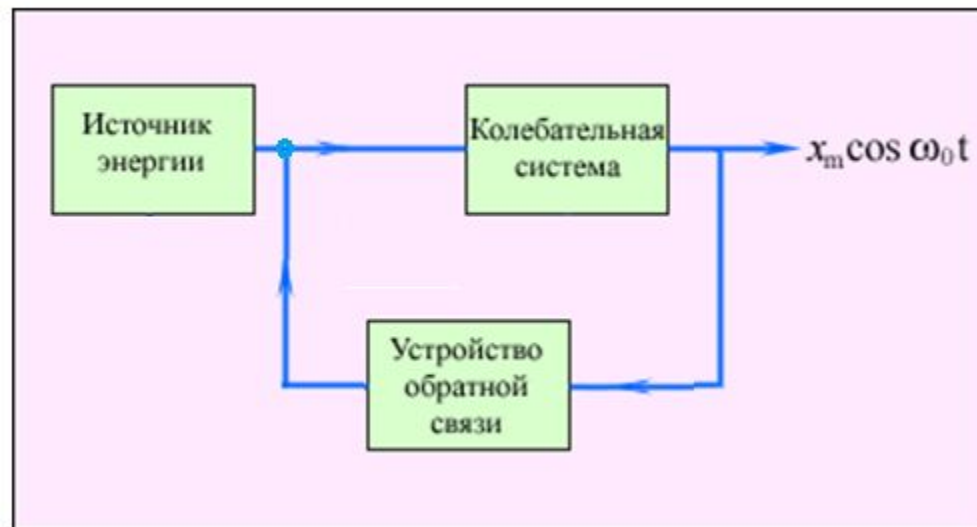 Источник
энергии
Колебательная
система
xₘcos ω₀t
Устройство
обратной
связи